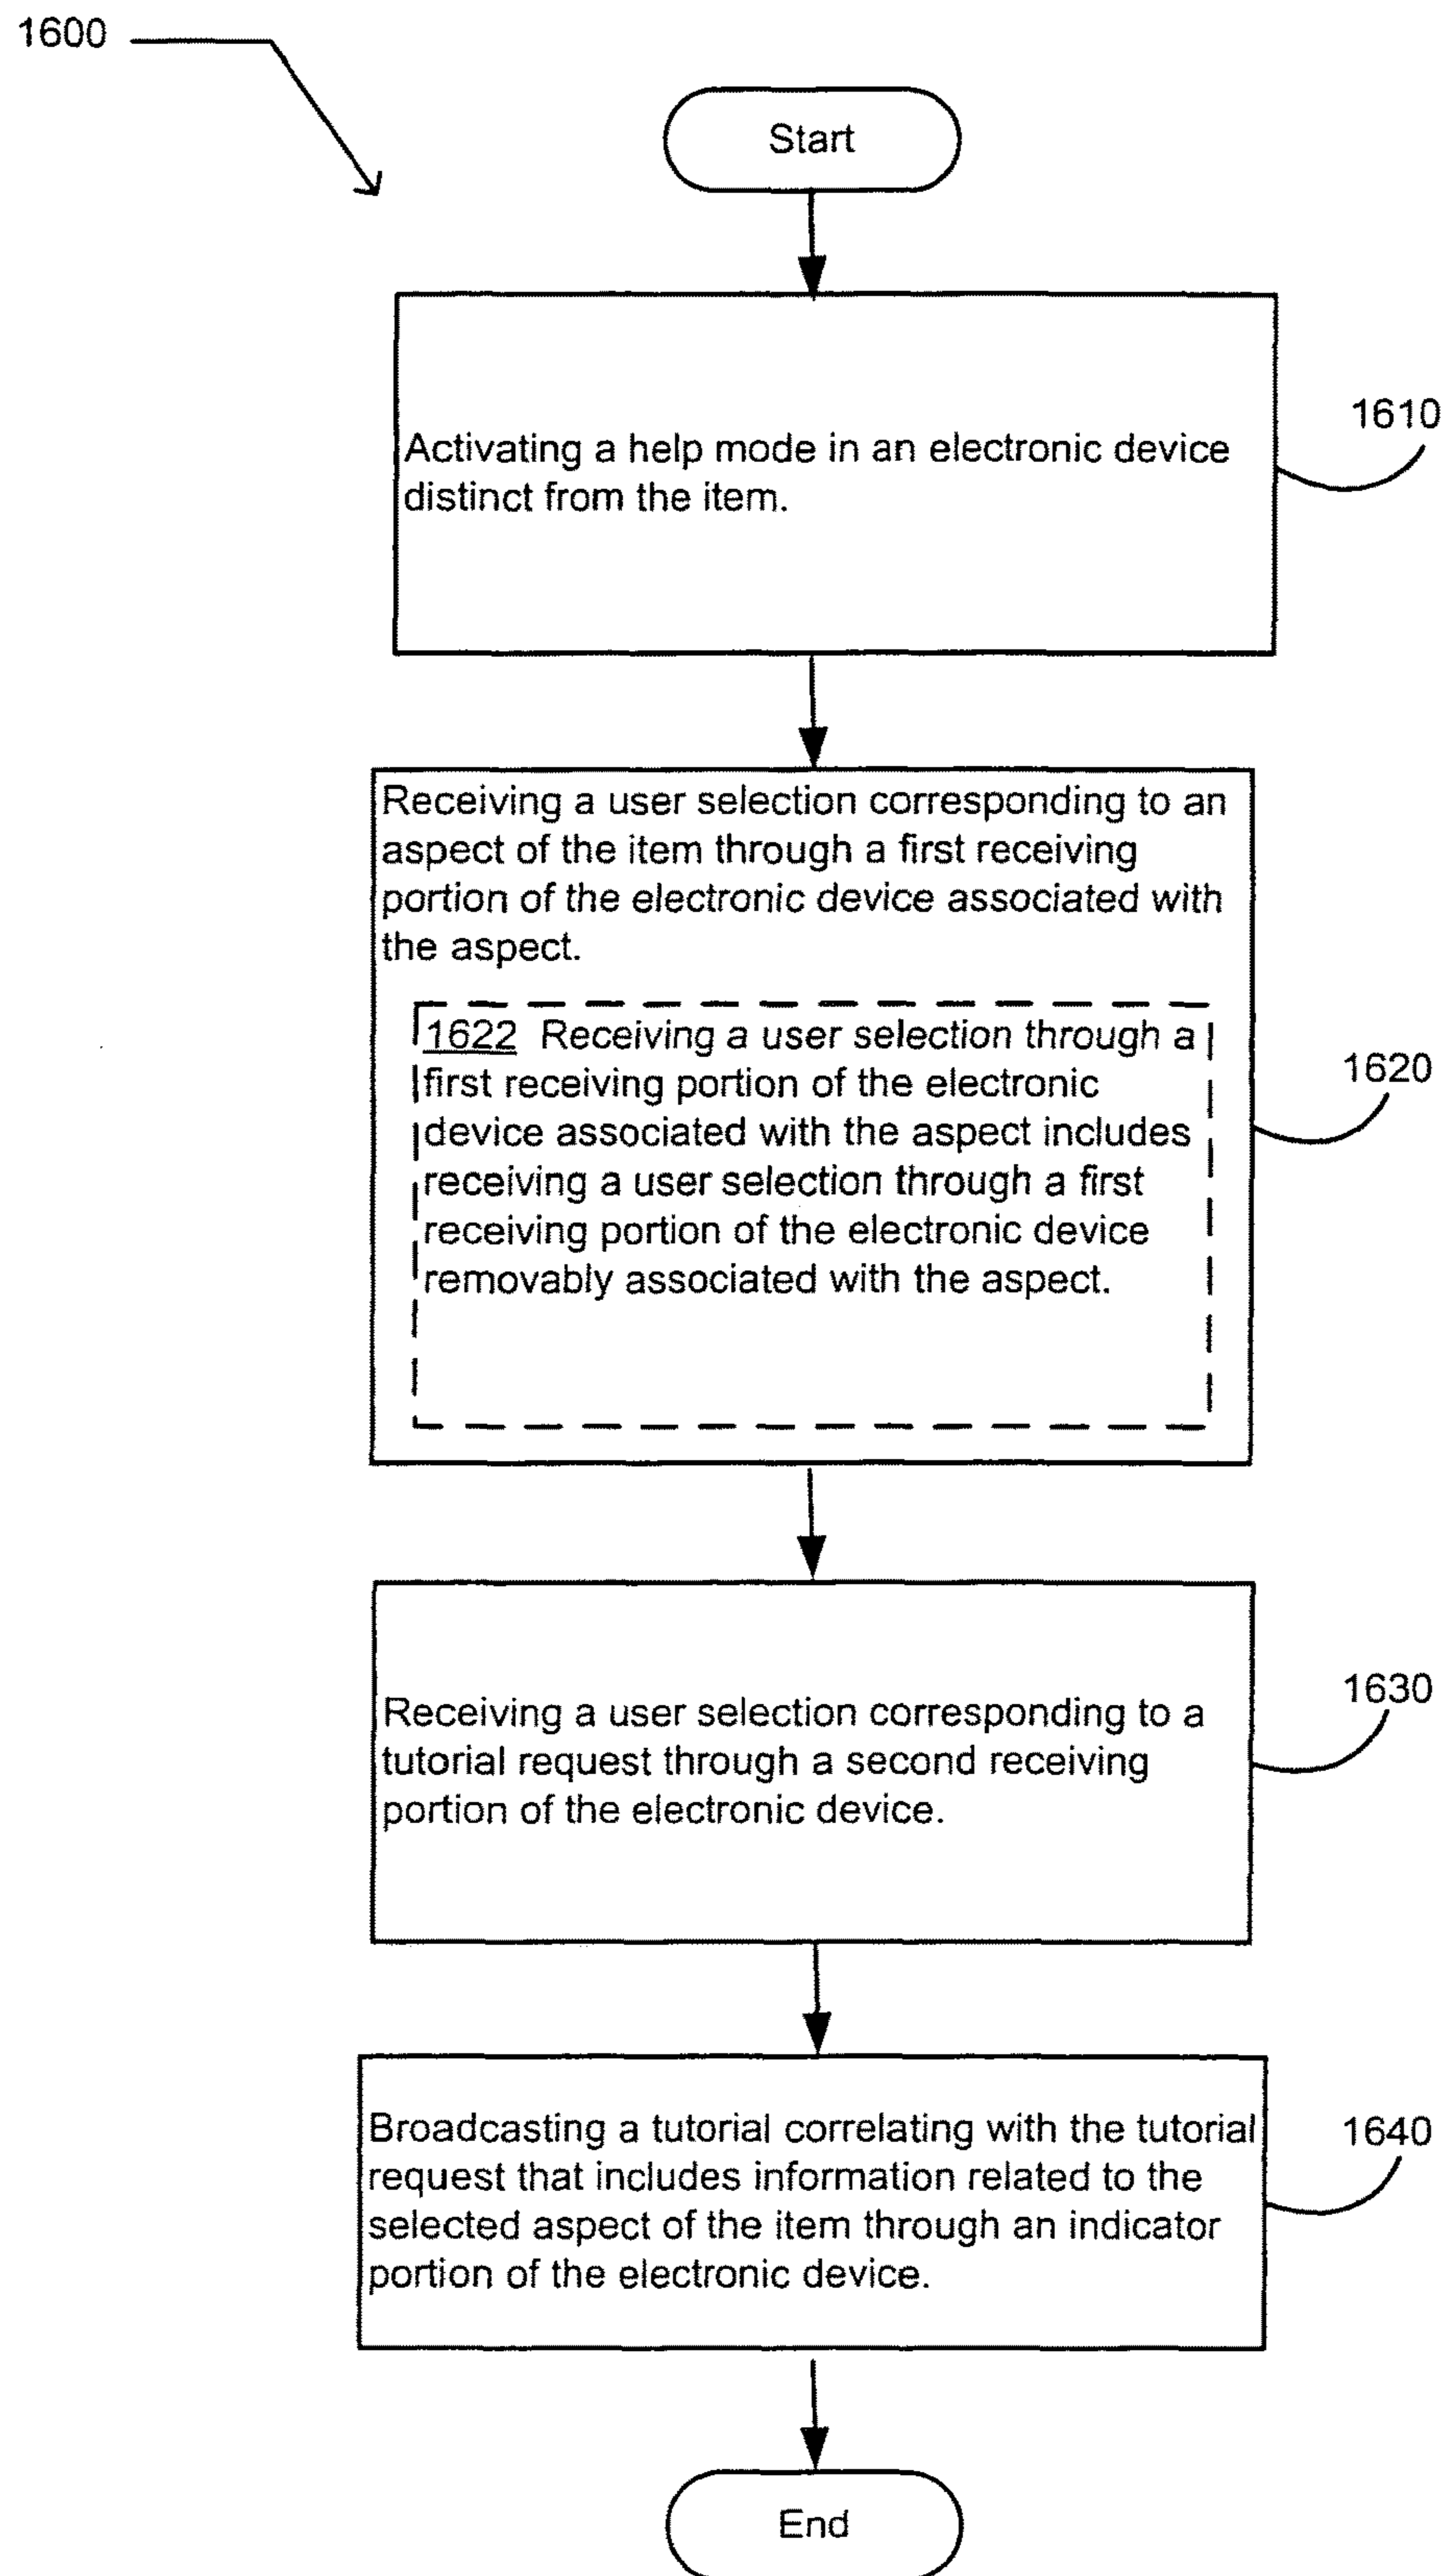 1600
Start
Activating a help mode in an electronic device
distinct from the item.
1610
Receiving a user selection corresponding to an
aspect of the item through a first receiving
portion of the electronic device associated with
the aspect.
1622 Receiving a user selection through a
first receiving portion of the electronic
device associated with the aspect includes
receiving a user selection through a first
receiving portion of the electronic device
removably associated with the aspect.
1620
Receiving a user selection corresponding to a
tutorial request through a second receiving
portion of the electronic device.
1630
Broadcasting a tutorial correlating with the tutorial
request that includes information related to the
selected aspect of the item through an indicator
portion of the electronic device.
1640
End